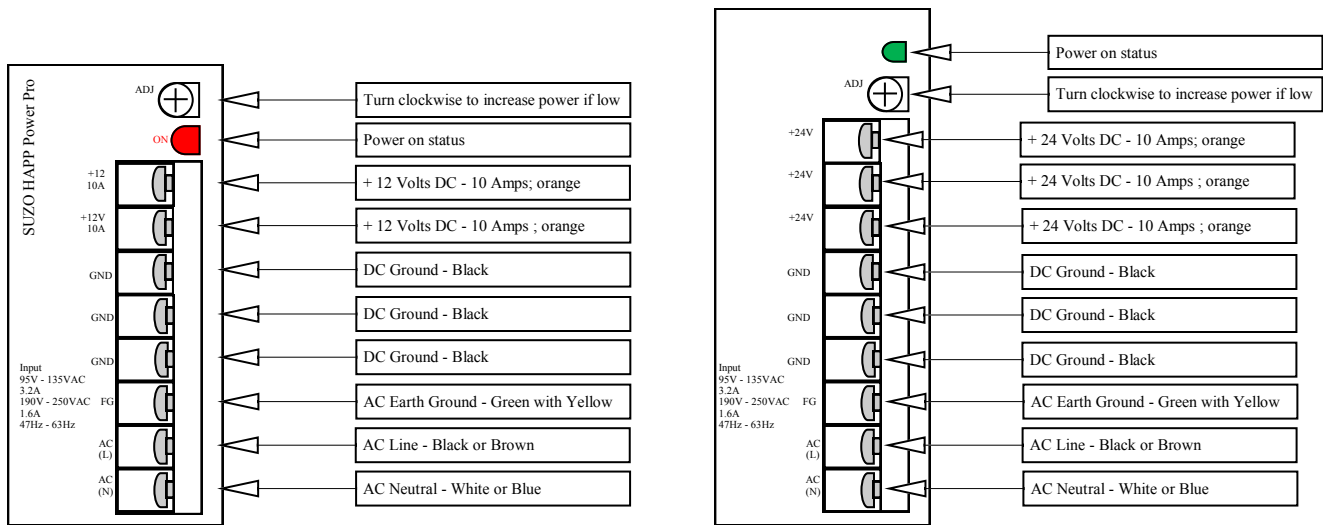 SUZO HAPP Power Pro
ADJ
Turn clockwise to increase power if low
ON
Power on status
+12
10A
+ 12 Volts DC - 10 Amps; orange
+12V
10A
+ 12 Volts DC - 10 Amps ; orange
GND
DC Ground - Black
GND
DC Ground - Black
GND
DC Ground - Black
Input
95V - 135VAC
3.2A
190V - 250VAC
1.6A
47Hz - 63Hz
FG
AC Earth Ground - Green with Yellow
AC
(L)
AC Line - Black or Brown
AC
(N)
AC Neutral - White or Blue
Power on status
ADJ
Turn clockwise to increase power if low
+24V
+ 24 Volts DC - 10 Amps; orange
+24V
+ 24 Volts DC - 10 Amps; orange
+24V
+ 24 Volts DC - 10 Amps ; orange
GND
DC Ground - Black
GND
DC Ground - Black
GND
DC Ground - Black
Input
95V - 135VAC
3.2A
190V - 250VAC
1.6A
47Hz - 63Hz
FG
AC Earth Ground - Green with Yellow
AC
(L)
AC Line - Black or Brown
AC
(N)
AC Neutral - White or Blue